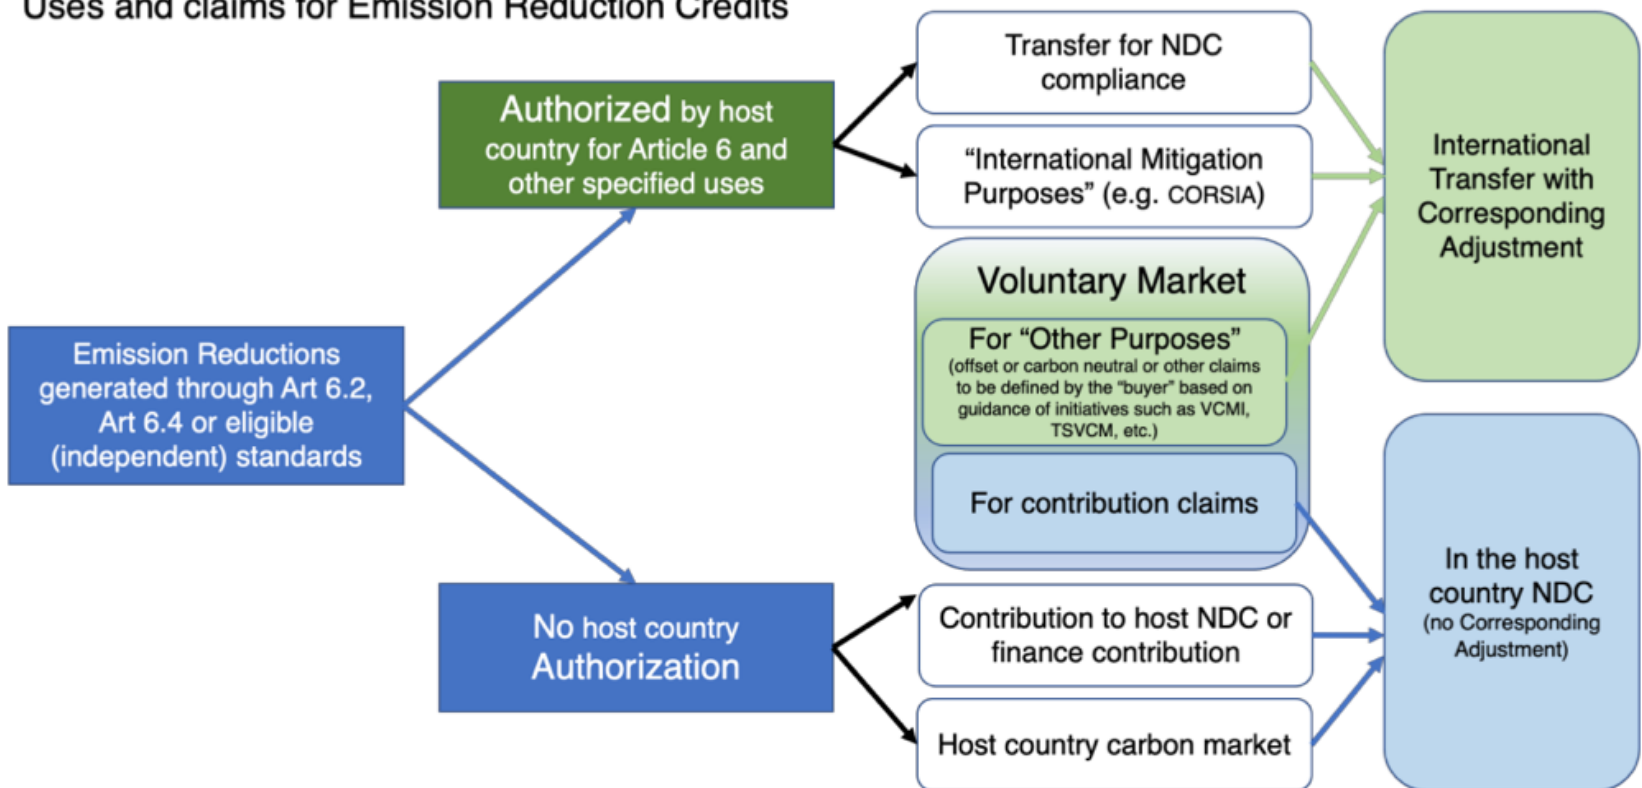 Uses and claims for Emission Reduction Credits
Emission Reductions
generated through Art 6.2,
Art 6.4 or eligible
(independent) standards
Authorized by host
country for Article 6 and
other specified uses
No host country
Authorization
Transfer for NDC
compliance
“International Mitigation
Purposes” (e.g. CORSIA)
Voluntary Market
For “Other Purposes”
(offset or carbon neutral or other claims
to be defined by the “buyer” based on
guidance of initiatives such as VCMI,
TSVCM, etc.)
For contribution claims
Contribution to host NDC or
finance contribution
Host country carbon market
International
Transfer with
Corresponding
Adjustment
In the host
country NDC
(no Corresponding
Adjustment)